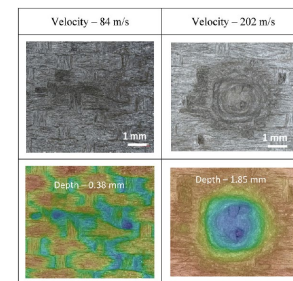 Velocity – 84 m/s
Velocity – 202 m/s
1 mm
1 mm
Depth – 0.38 mm
Depth – 1.85 mm